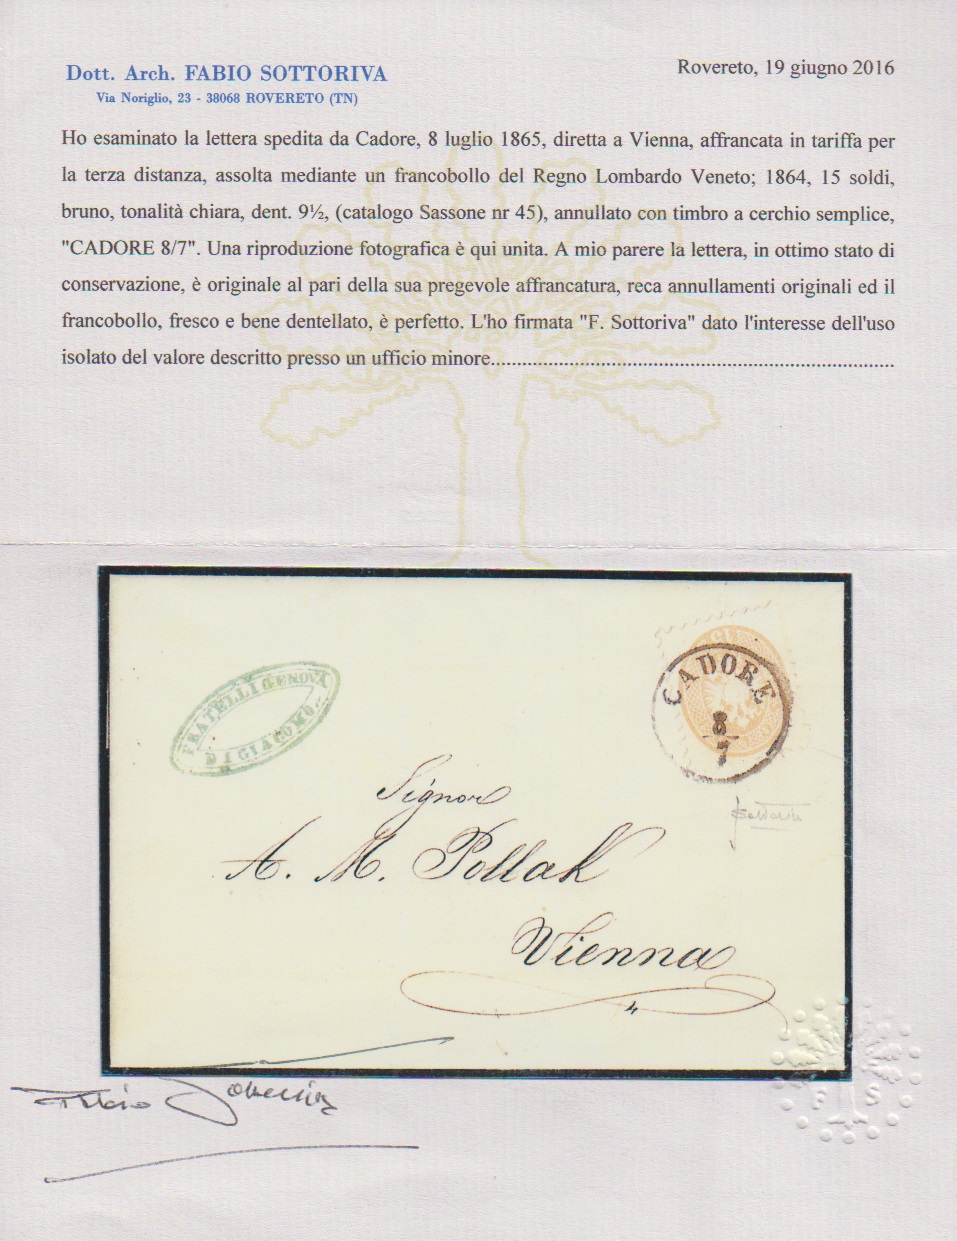 Dott. Arch. FABIO SOTTORIVA
Via Noriglio, 23 - 38068 ROVERETO (TN)
Rovereto, 19 giugno 2016
Ho esaminato la lettera spedita da Cadore, 8 luglio 1865, diretta a Vienna, affrancata in tariffa per
la terza distanza, assolta mediante un francobollo del Regno Lombardo Veneto; 1864, 15 soldi,
bruno, tonalità chiara, dent. 9½, (catalogo Sassone nr 45), annullato con timbro a cerchio semplice,
"CADORE 8/7". Una riproduzione fotografica è qui unita. A mio parere la lettera, in ottimo stato di
conservazione, è originale al pari della sua pregevole affrancatura, reca annullamenti originali ed il
francobollo, fresco e bene dentellato, è perfetto. L'ho firmata "F. Sottoriva" dato l'interesse dell'uso
isolato del valore descritto presso un ufficio minore.............................................................................
FRATELLI GENOVA
DI GIACOMO
CADORE
8
7
Signor
A. M. Pollak
Vienna
Fabio Sottoriva
F S